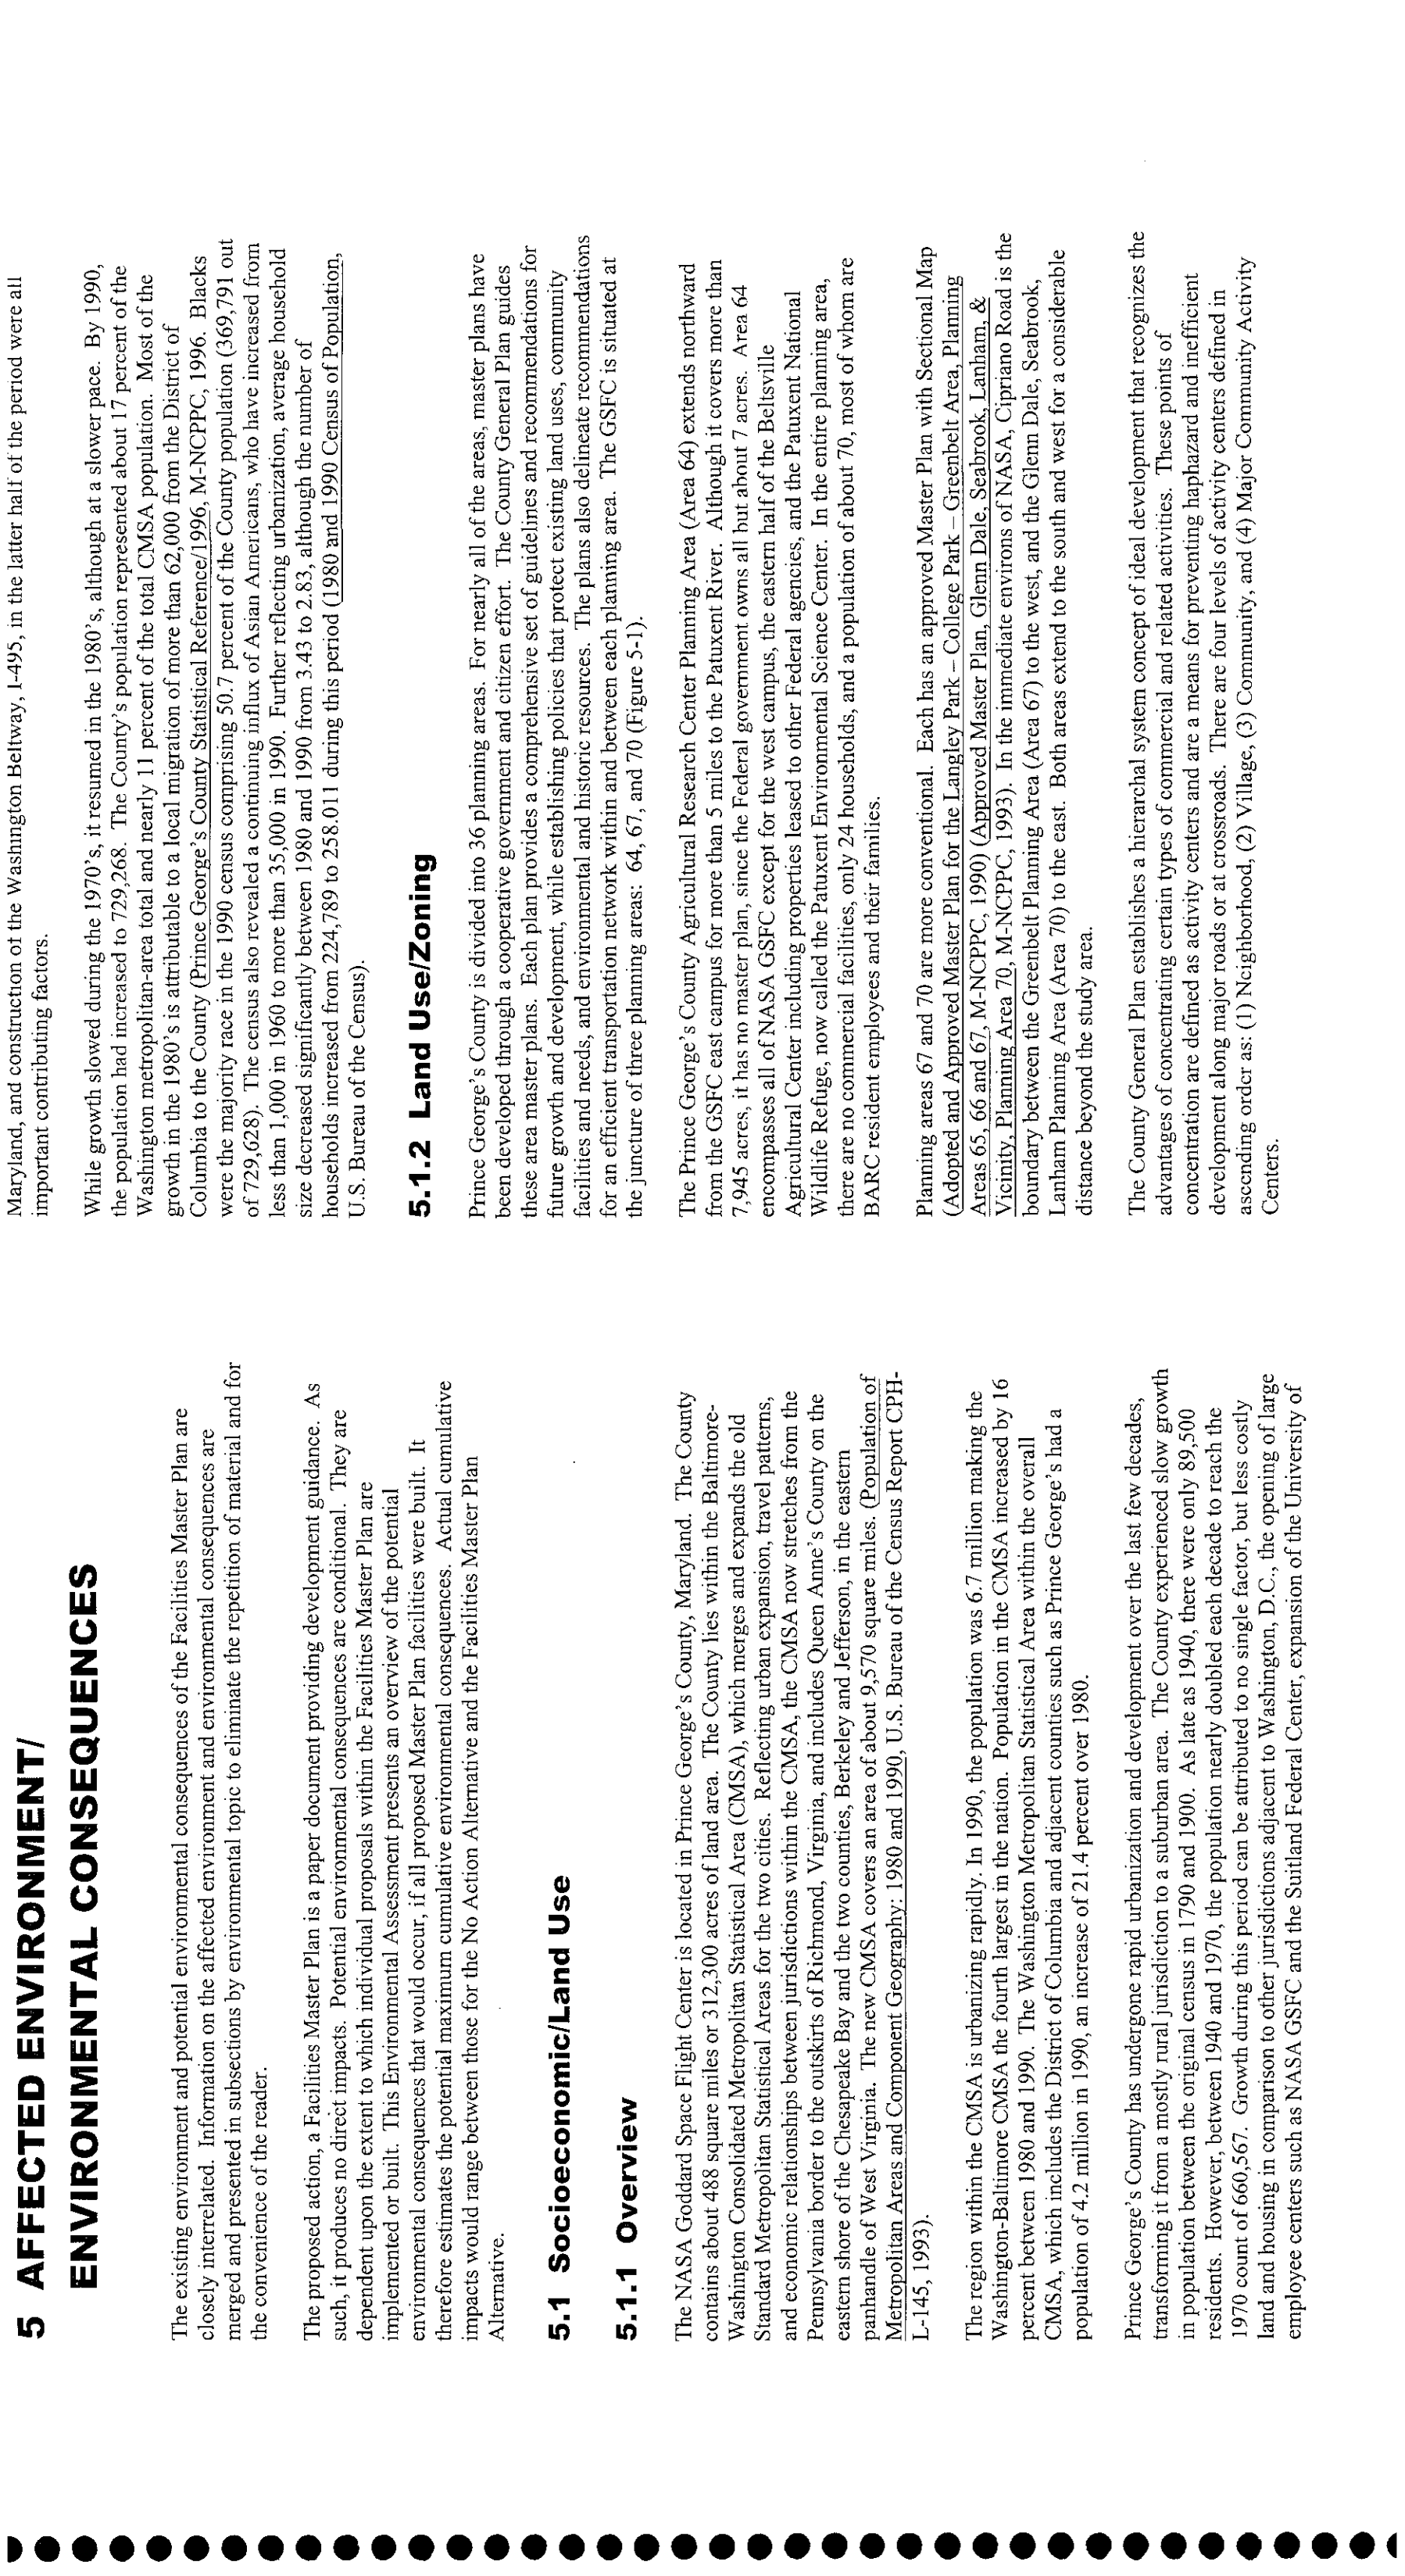 5 AFFECTED ENVIRONMENT/
ENVIRONMENTAL CONSEQUENCES
The existing environment and potential environmental consequences of the Facilities Master Plan are
closely interrelated. Information on the affected environment and environmental consequences are
merged and presented in subsections by environmental topic to eliminate the repetition of material and for
the convenience of the reader.
The proposed action, a Facilities Master Plan is a paper document providing development guidance. As
such, it produces no direct impacts. Potential environmental consequences are conditional. They are
dependent upon the extent to which individual proposals within the Facilities Master Plan are
implemented or built. This Environmental Assessment presents an overview of the potential
environmental consequences that would occur, if all proposed Master Plan facilities were built. It
therefore estimates the potential maximum cumulative environmental consequences. Actual cumulative
impacts would range between those for the No Action Alternative and the Facilities Master Plan
Alternative.
5.1 Socioeconomic/Land Use
5.1.1 Overview
The NASA Goddard Space Flight Center is located in Prince George's County, Maryland. The County
contains about 488 square miles or 312,300 acres of land area. The County lies within the Baltimore-
Washington Consolidated Metropolitan Statistical Area (CMSA), which merges and expands the old
Standard Metropolitan Statistical Areas for the two cities. Reflecting urban expansion, travel patterns,
and economic relationships between jurisdictions within the CMSA, the CMSA now stretches from the
Pennsylvania border to the outskirts of Richmond, Virginia, and includes Queen Anne's County on the
eastern shore of the Chesapeake Bay and the two counties, Berkeley and Jefferson, in the eastern
panhandle of West Virginia. The new CMSA covers an area of about 9,570 square miles. (Population of
Metropolitan Areas and Component Geography: 1980 and 1990, U.S. Bureau of the Census Report CPH-
L-145, 1993).
The region within the CMSA is urbanizing rapidly. In 1990, the population was 6.7 million making the
Washington-Baltimore CMSA the fourth largest in the nation. Population in the CMSA increased by 16
percent between 1980 and 1990. The Washington Metropolitan Statistical Area within the overall
CMSA, which includes the District of Columbia and adjacent counties such as Prince George's had a
population of 4.2 million in 1990, an increase of 21.4 percent over 1980.
Prince George's County has undergone rapid urbanization and development over the last few decades,
transforming it from a mostly rural jurisdiction to a suburban area. The County experienced slow growth
in population between the original census in 1790 and 1900. As late as 1940, there were only 89,500
residents. However, between 1940 and 1970, the population nearly doubled each decade to reach the
1970 count of 660,567. Growth during this period can be attributed to no single factor, but less costly
land and housing in comparison to other jurisdictions adjacent to Washington, D.C., the opening of large
employee centers such as NASA GSFC and the Suitland Federal Center, expansion of the University of
Maryland, and construction of the Washington Beltway, I-495, in the latter half of the period were all
important contributing factors.
While growth slowed during the 1970's, it resumed in the 1980's, although at a slower pace. By 1990,
the population had increased to 729,268. The County's population represented about 17 percent of the
Washington metropolitan-area total and nearly 11 percent of the total CMSA population. Most of the
growth in the 1980's is attributable to a local migration of more than 62,000 from the District of
Columbia to the County (Prince George's County Statistical Reference/1996, M-NCPPC, 1996. Blacks
were the majority race in the 1990 census comprising 50.7 percent of the County population (369,791 out
of 729,628). The census also revealed a continuing influx of Asian Americans, who have increased from
less than 1,000 in 1960 to more than 35,000 in 1990. Further reflecting urbanization, average household
size decreased significantly between 1980 and 1990 from 3.43 to 2.83, although the number of
households increased from 224,789 to 258.011 during this period (1980 and 1990 Census of Population,
U.S. Bureau of the Census).
5.1.2 Land Use/Zoning
Prince George's County is divided into 36 planning areas. For nearly all of the areas, master plans have
been developed through a cooperative government and citizen effort. The County General Plan guides
these area master plans. Each plan provides a comprehensive set of guidelines and recommendations for
future growth and development, while establishing policies that protect existing land uses, community
facilities and needs, and environmental and historic resources. The plans also delineate recommendations
for an efficient transportation network within and between each planning area. The GSFC is situated at
the juncture of three planning areas: 64, 67, and 70 (Figure 5-1).
The Prince George's County Agricultural Research Center Planning Area (Area 64) extends northward
from the GSFC east campus for more than 5 miles to the Patuxent River. Although it covers more than
7,945 acres, it has no master plan, since the Federal government owns all but about 7 acres. Area 64
encompasses all of NASA GSFC except for the west campus, the eastern half of the Beltsville
Agricultural Center including properties leased to other Federal agencies, and the Patuxent National
Wildlife Refuge, now called the Patuxent Environmental Science Center. In the entire planning area,
there are no commercial facilities, only 24 households, and a population of about 70, most of whom are
BARC resident employees and their families.
Planning areas 67 and 70 are more conventional. Each has an approved Master Plan with Sectional Map
(Adopted and Approved Master Plan for the Langley Park – College Park – Greenbelt Area, Planning
Areas 65, 66 and 67, M-NCPPC, 1990) (Approved Master Plan, Glenn Dale, Seabrook, Lanham, &
Vicinity, Planning Area 70, M-NCPPC, 1993). In the immediate environs of NASA, Cipriano Road is the
boundary between the Greenbelt Planning Area (Area 67) to the west, and the Glenn Dale, Seabrook,
Lanham Planning Area (Area 70) to the east. Both areas extend to the south and west for a considerable
distance beyond the study area.
The County General Plan establishes a hierarchal system concept of ideal development that recognizes the
advantages of concentrating certain types of commercial and related activities. These points of
concentration are defined as activity centers and are a means for preventing haphazard and inefficient
development along major roads or at crossroads. There are four levels of activity centers defined in
ascending order as: (1) Neighborhood, (2) Village, (3) Community, and (4) Major Community Activity
Centers.